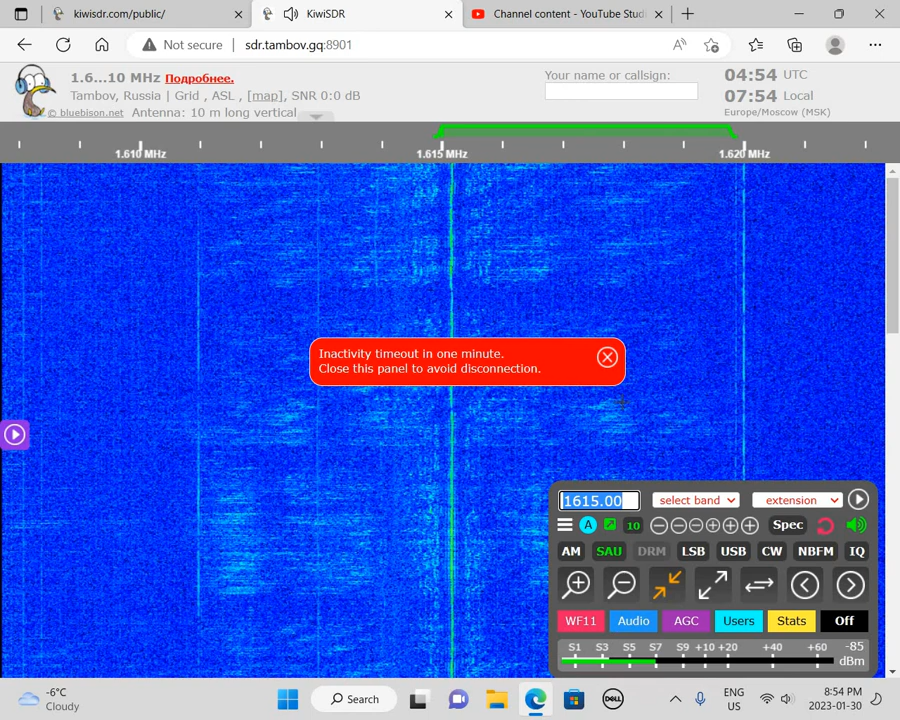 kiwisdr.com/public/
KiwiSDR
Channel content - YouTube Studi
Not secure
sdr.tambov.gq:8901
1.6...10 MHz Подробнее.
Tambov, Russia | Grid , ASL , [map], SNR 0:0 dB
© bluebison.net Antenna: 10 m long vertical
Your name or callsign:
04:54 UTC
07:54 Local
Europe/Moscow (MSK)
1.610 MHz
1.615 MHz
1.620 MHz
Inactivity timeout in one minute.
Close this panel to avoid disconnection.
1615.00
select band
extension
A
10
Spec
AM SAU DRM LSB USB CW NBFM IQ
WF11 Audio AGC Users Stats Off
S1 S3 S5 S7 S9 +10 +20 +40 +60 -85
dBm
-6°C
Cloudy
Search
DELL
ENG
US
8:54 PM
2023-01-30